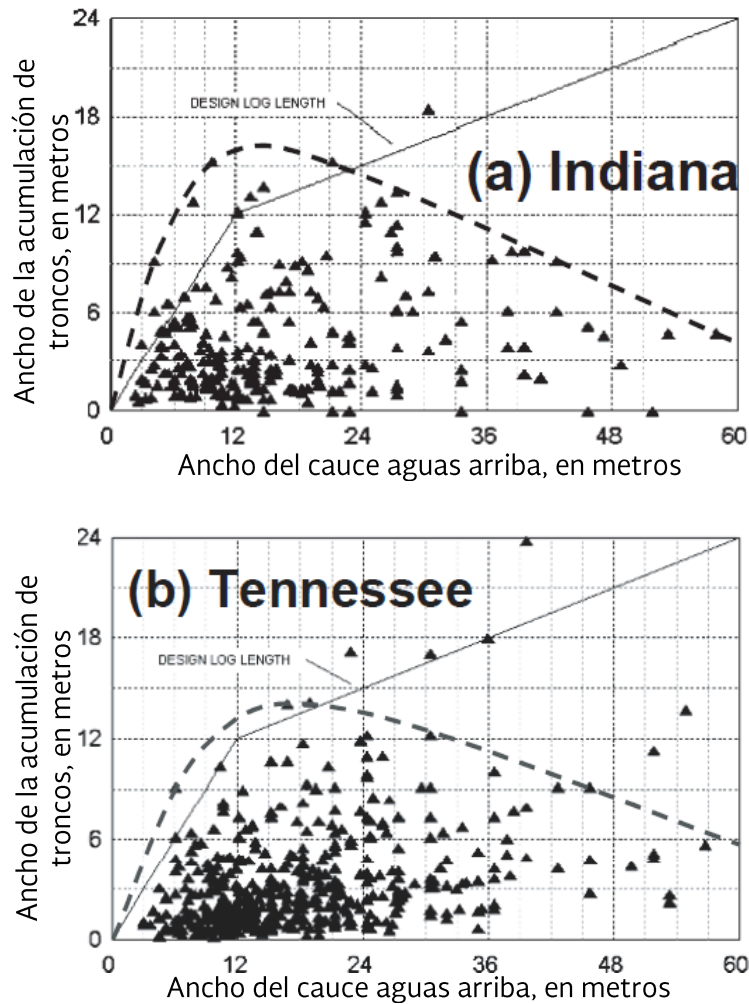 Ancho de la acumulación de
troncos, en metros
24
18
12
6
0
DESIGN LOG LENGTH
(a) Indiana
0 12 24 36 48 60
Ancho del cauce aguas arriba, en metros
Ancho de la acumulación de
troncos, en metros
24
18
12
6
0
(b) Tennessee
DESIGN LOG LENGTH
0 12 24 36 48 60
Ancho del cauce aguas arriba, en metros